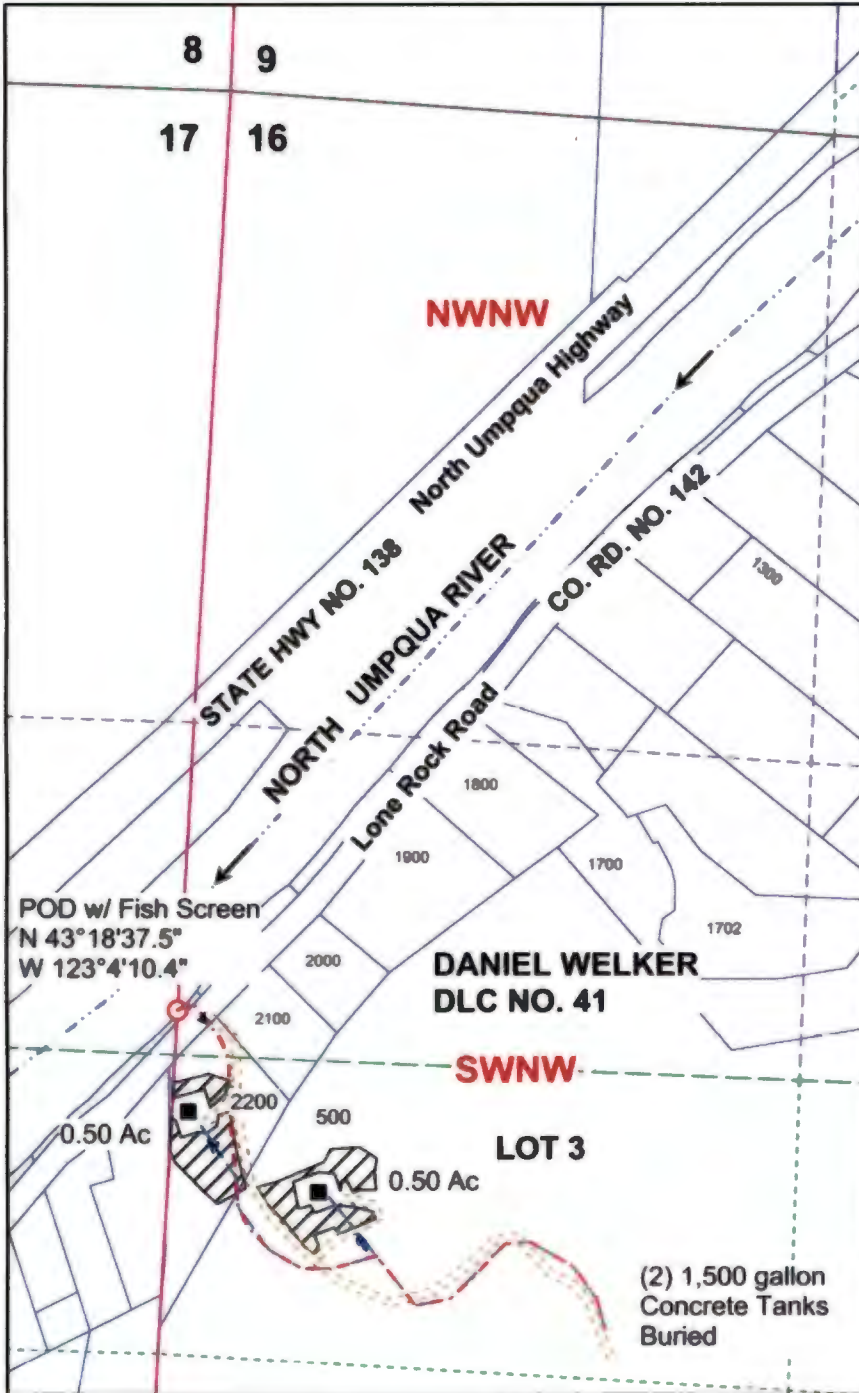 8 9
17 16
NWNW
North Umpqua Highway
STATE HWY NO. 138
NORTH UMPQUA RIVER
CO. RD. NO. 142
Lone Rock Road
1300
1800
1900
1700
1702
2000
POD w/ Fish Screen
N 43°18'37.5"
W 123°4'10.4"
DANIEL WELKER
DLC NO. 41
2100
SWNW
2200
500
0.50 Ac
LOT 3
0.50 Ac
(2) 1,500 gallon
Concrete Tanks
Buried